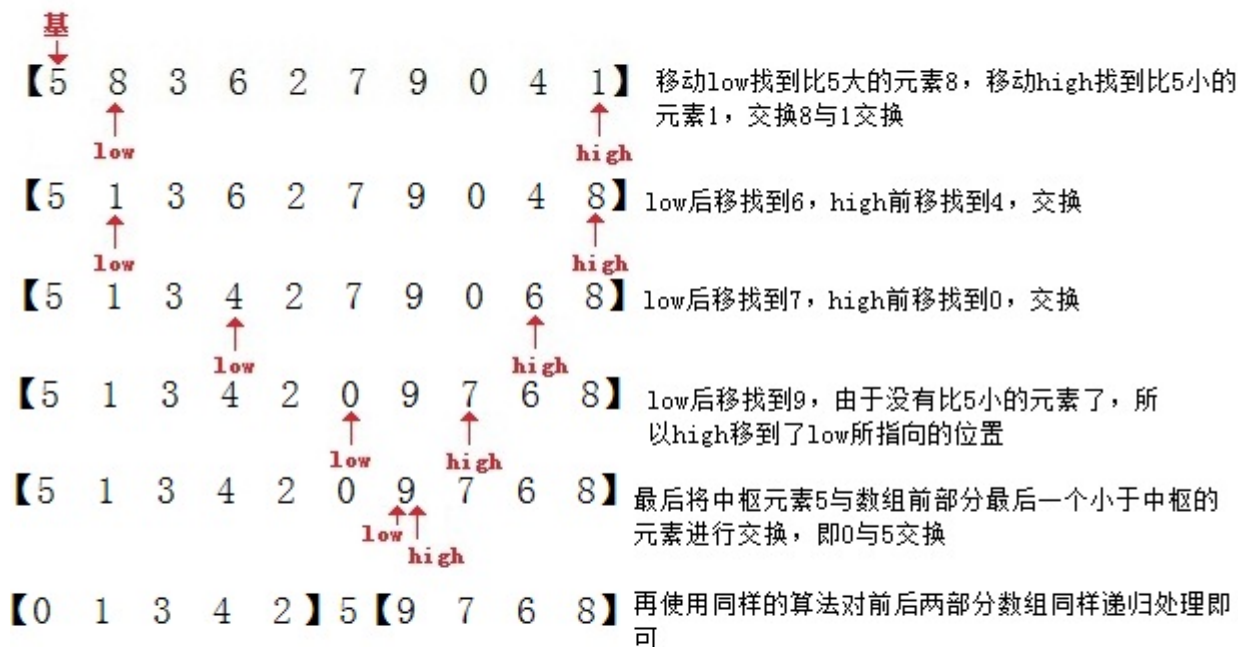 基
【5 8 3 6 2 7 9 0 4 1】 移动low找到比5大的元素8，移动high找到比5小的
元素1，交换8与1交换
low high
【5 1 3 6 2 7 9 0 4 8】 low后移找到6，high前移找到4，交换
low high
【5 1 3 4 2 7 9 0 6 8】 low后移找到7，high前移找到0，交换
low high
【5 1 3 4 2 0 9 7 6 8】 low后移找到9，由于没有比5小的元素了，所
以high移到了low所指向的位置
low high
【5 1 3 4 2 0 9 7 6 8】 最后将中枢元素5与数组前部分最后一个小于中枢的
元素进行交换，即0与5交换
low
high
【0 1 3 4 2】5【9 7 6 8】 再使用同样的算法对前后两部分数组同样递归处理即
可